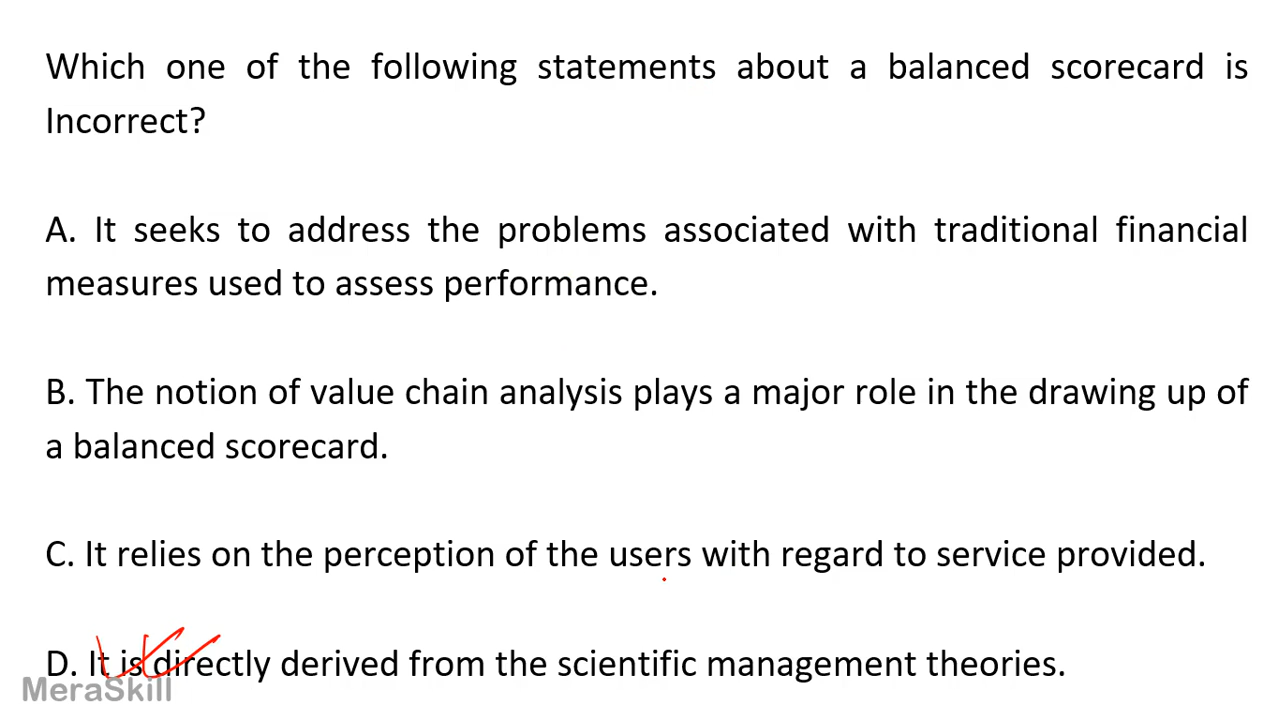 Which one of the following statements about a balanced scorecard is
Incorrect?
A. It seeks to address the problems associated with traditional financial
measures used to assess performance.
B. The notion of value chain analysis plays a major role in the drawing up of
a balanced scorecard.
C. It relies on the perception of the users with regard to service provided.
D. It is directly derived from the scientific management theories.
MeraSkill